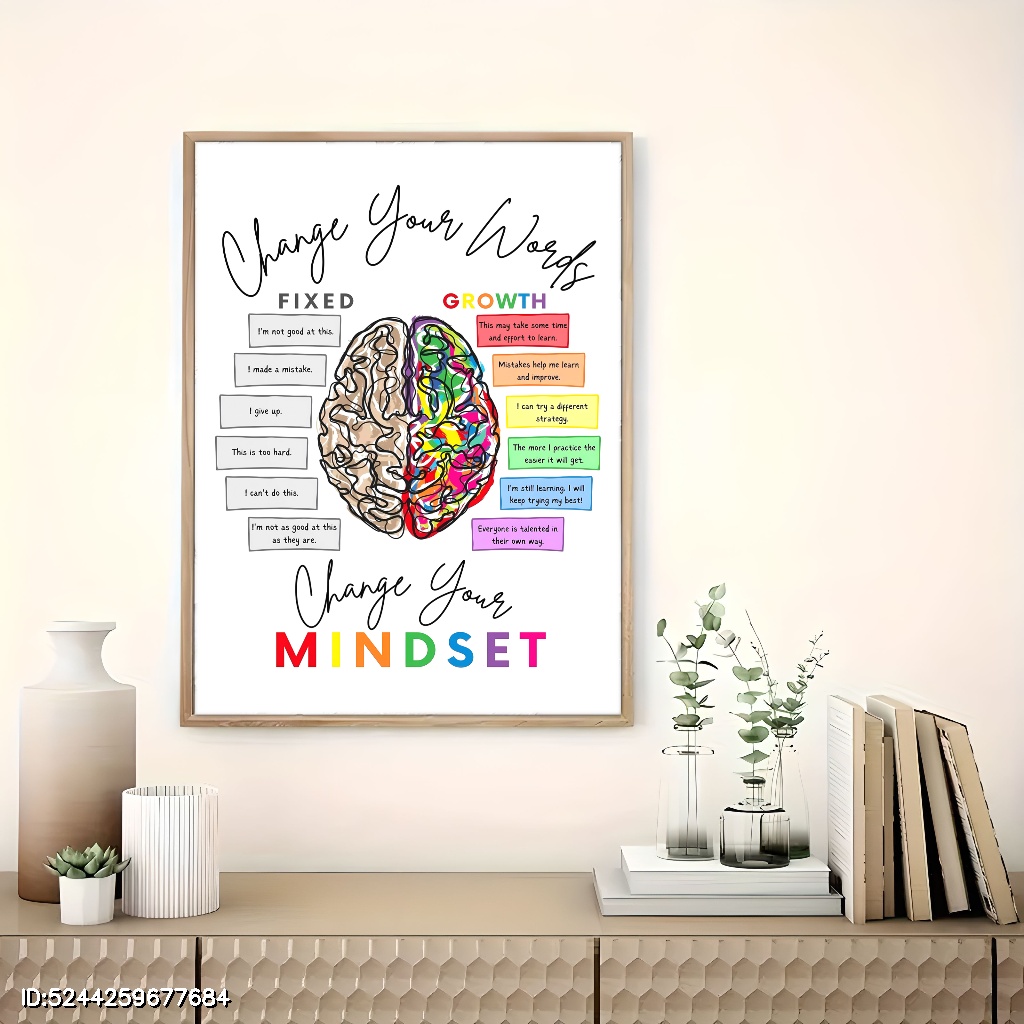 Change Your Words
FIXED
I'm not good at this.
I made a mistake.
I give up.
This is too hard.
I can't do this.
I'm not as good at this
as they are.
GROWTH
This may take some time
and effort to learn.
Mistakes help me learn
and improve.
I can try a different
strategy.
The more I practice the
easier it will get.
I'm still learning. I will
keep trying my best!
Everyone is talented in
their own way.
Change Your
MINDSET
ID:5244259677684